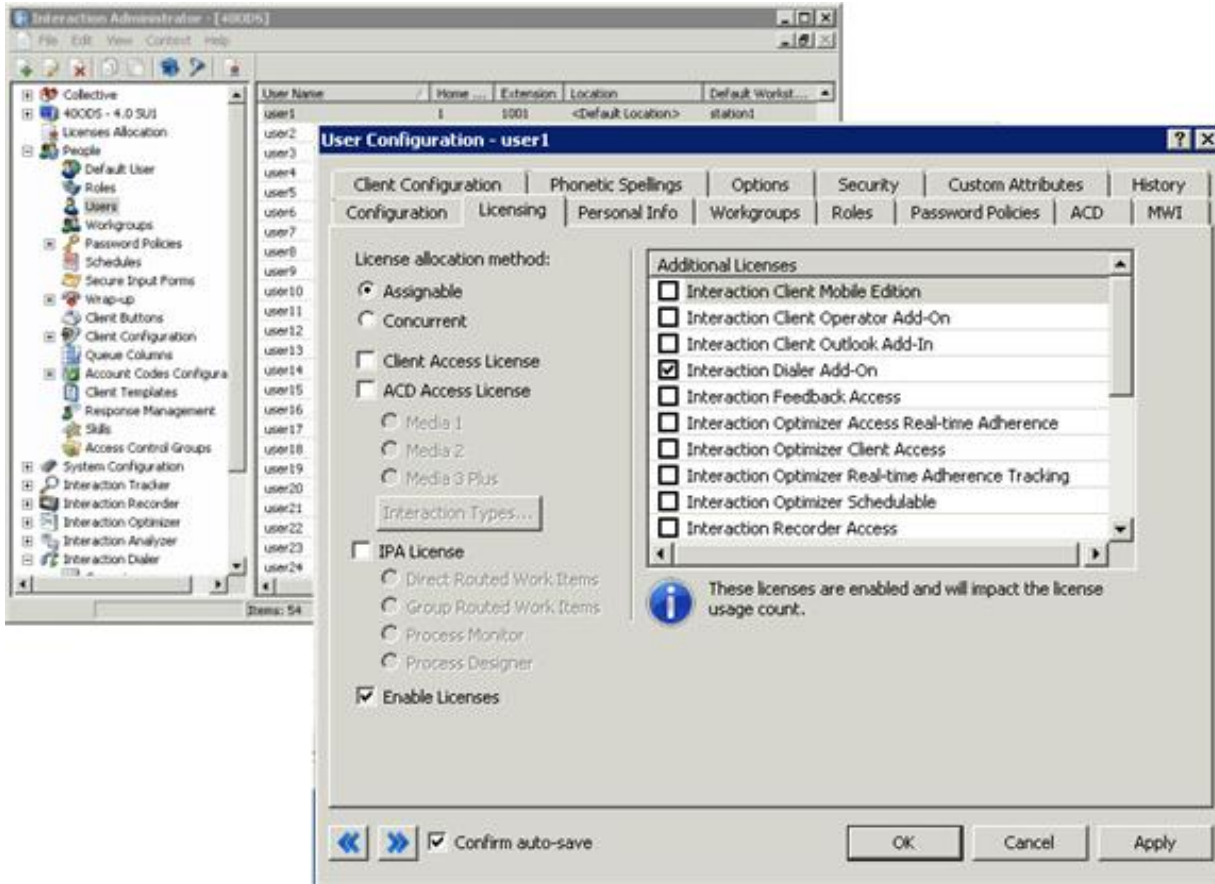 Interaction Administrator - [40ODS]
File Edit View Context Help
Collective
40ODS - 4.0 SU1
Licenses Allocation
People
Default User
Roles
Users
Workgroups
Password Policies
Schedules
Secure Input Forms
Wrap-up
Client Buttons
Client Configuration
Queue Columns
Account Codes Configura
Client Templates
Response Management
Skills
Access Control Groups
System Configuration
Interaction Tracker
Interaction Recorder
Interaction Optimizer
Interaction Analyzer
Interaction Dialer
User Name Home ... Extension Location Default Workst...
user1 1 1001 <Default Location> station1
user2
user3
user4
user5
user6
user7
user8
user9
user10
user11
user12
user13
user14
user15
user16
user17
user18
user19
user20
user21
user22
user23
user24
Items: 54
User Configuration - user1
Client Configuration Phonetic Spellings Options Security Custom Attributes History
Configuration Licensing Personal Info Workgroups Roles Password Policies ACD MWI
License allocation method:
Assignable
Concurrent
Client Access License
ACD Access License
Media 1
Media 2
Media 3 Plus
Interaction Types...
IPA License
Direct Routed Work Items
Group Routed Work Items
Process Monitor
Process Designer
Enable Licenses
Additional Licenses
Interaction Client Mobile Edition
Interaction Client Operator Add-On
Interaction Client Outlook Add-In
Interaction Dialer Add-On
Interaction Feedback Access
Interaction Optimizer Access Real-time Adherence
Interaction Optimizer Client Access
Interaction Optimizer Real-time Adherence Tracking
Interaction Optimizer Schedulable
Interaction Recorder Access
These licenses are enabled and will impact the license
usage count.
Confirm auto-save
OK Cancel Apply